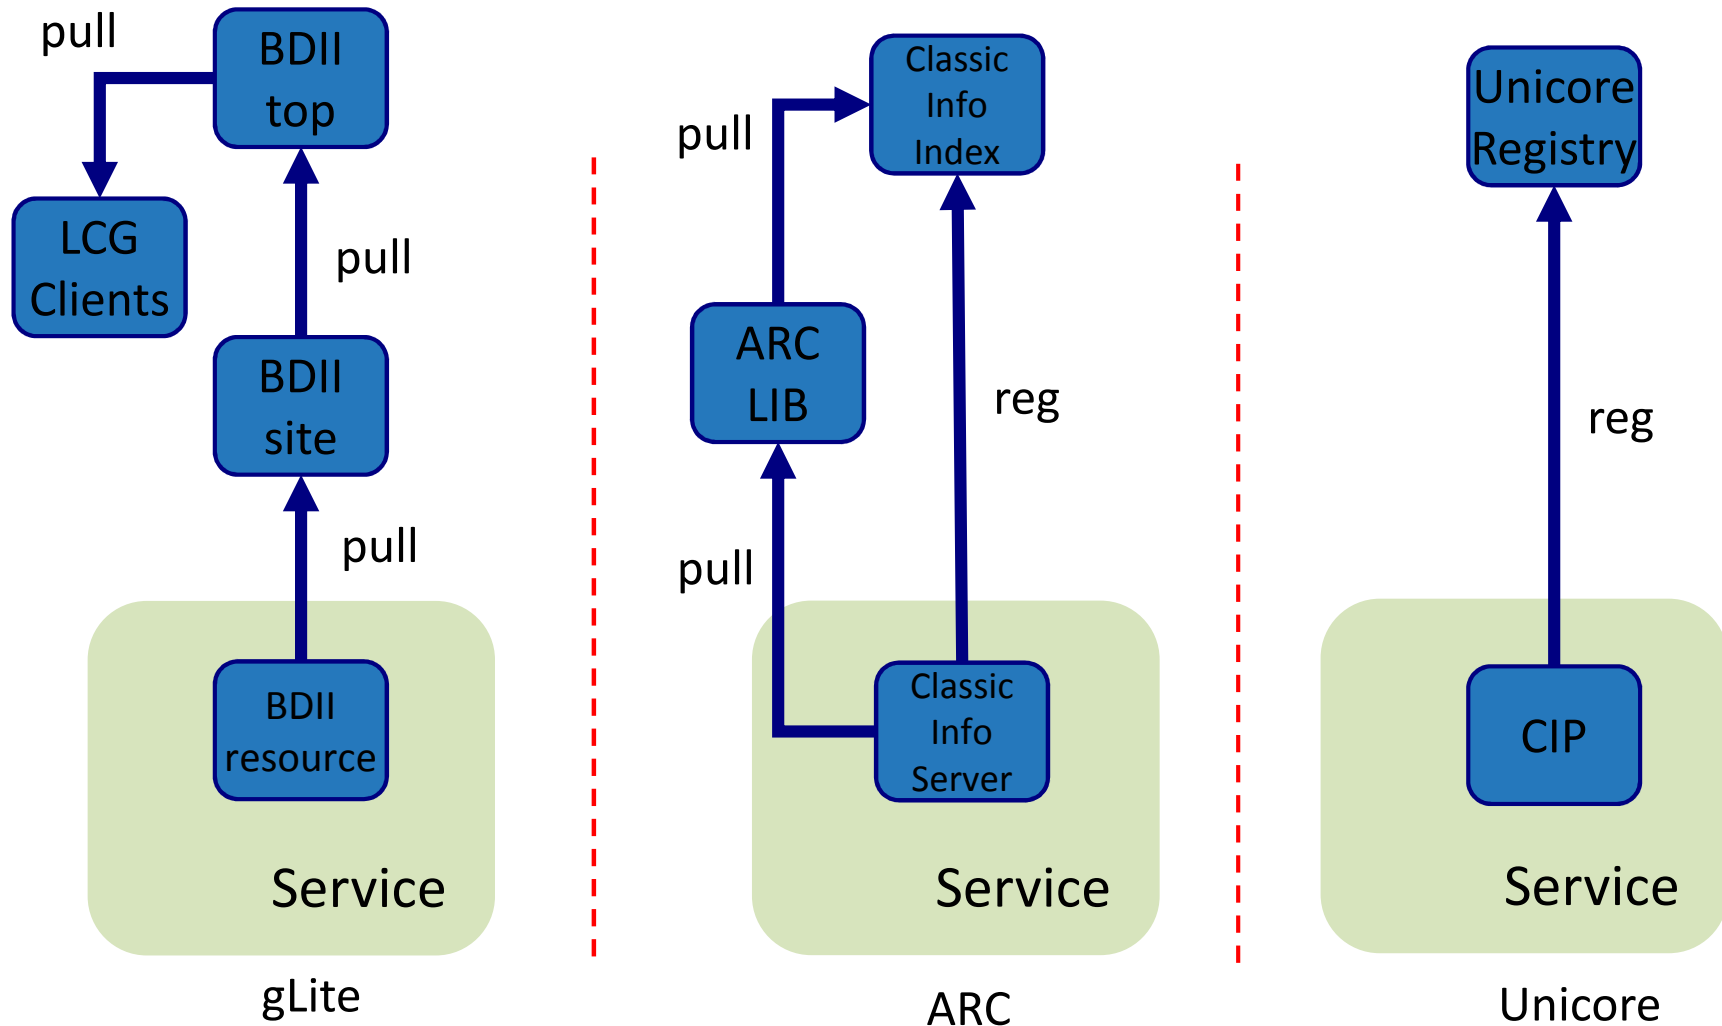 pull
BDII
top
LCG
Clients
pull
BDII
site
pull
BDII
resource
Service
gLite
Classic
Info
Index
pull
ARC
LIB
reg
pull
Classic
Info
Server
Service
ARC
Unicore
Registry
reg
CIP
Service
Unicore